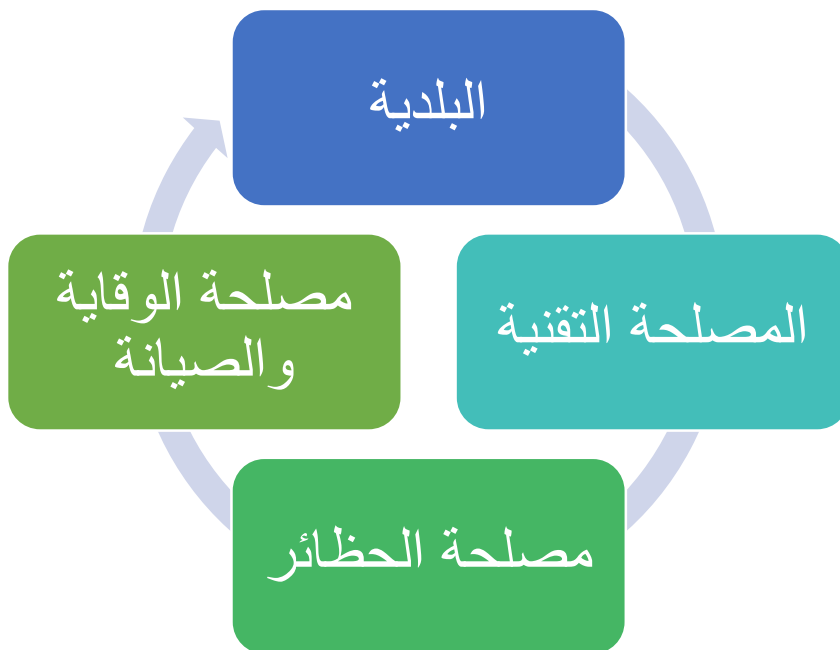 البلدية
المصلحة التقنية
مصلحة الحظائر
مصلحة الوقاية
والصيانة